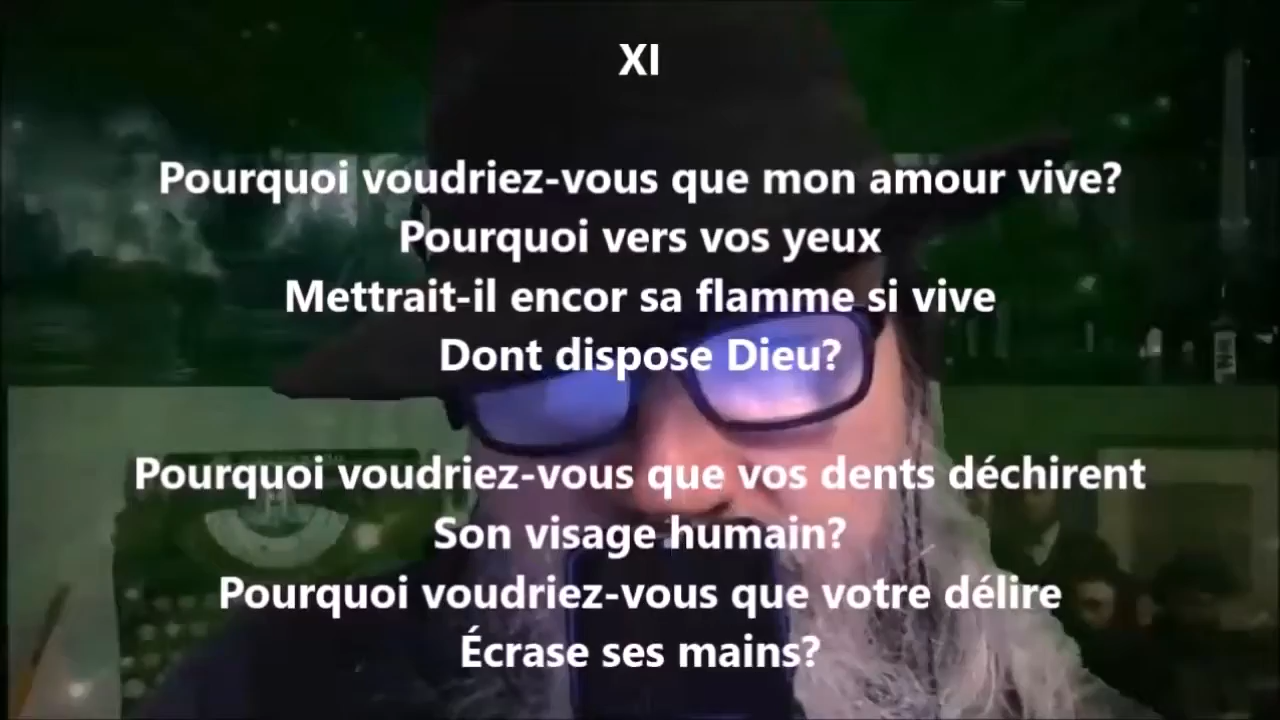 XI
Pourquoi voudriez-vous que mon amour vive?
Pourquoi vers vos yeux
Mettrait-il encor sa flamme si vive
Dont dispose Dieu?
Pourquoi voudriez-vous que vos dents déchirent
Son visage humain?
Pourquoi voudriez-vous que votre délire
Écrase ses mains?